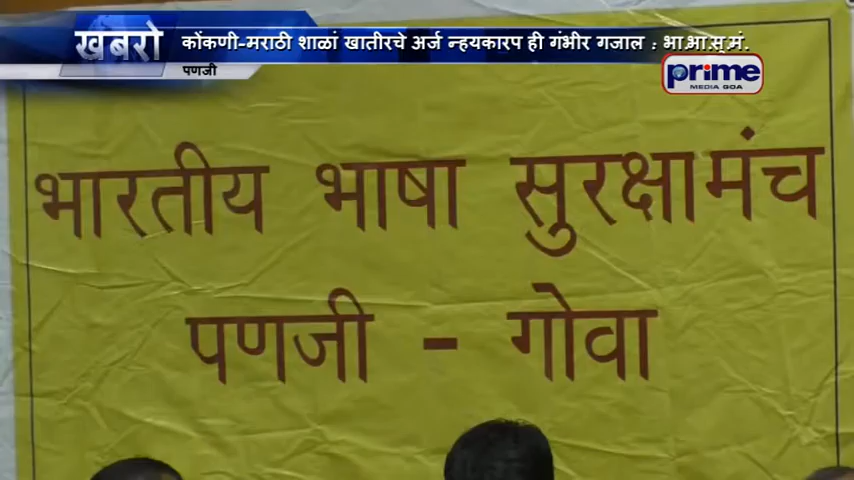 खबरो
कोंकणी-मराठी शाळां खातीरचे अर्ज न्हयकारप ही गंभीर गजाल : भा.भा.सु.मं.
पणजी
prime
MEDIA GOA
भारतीय भाषा सुरक्षामंच
पणजी - गोवा